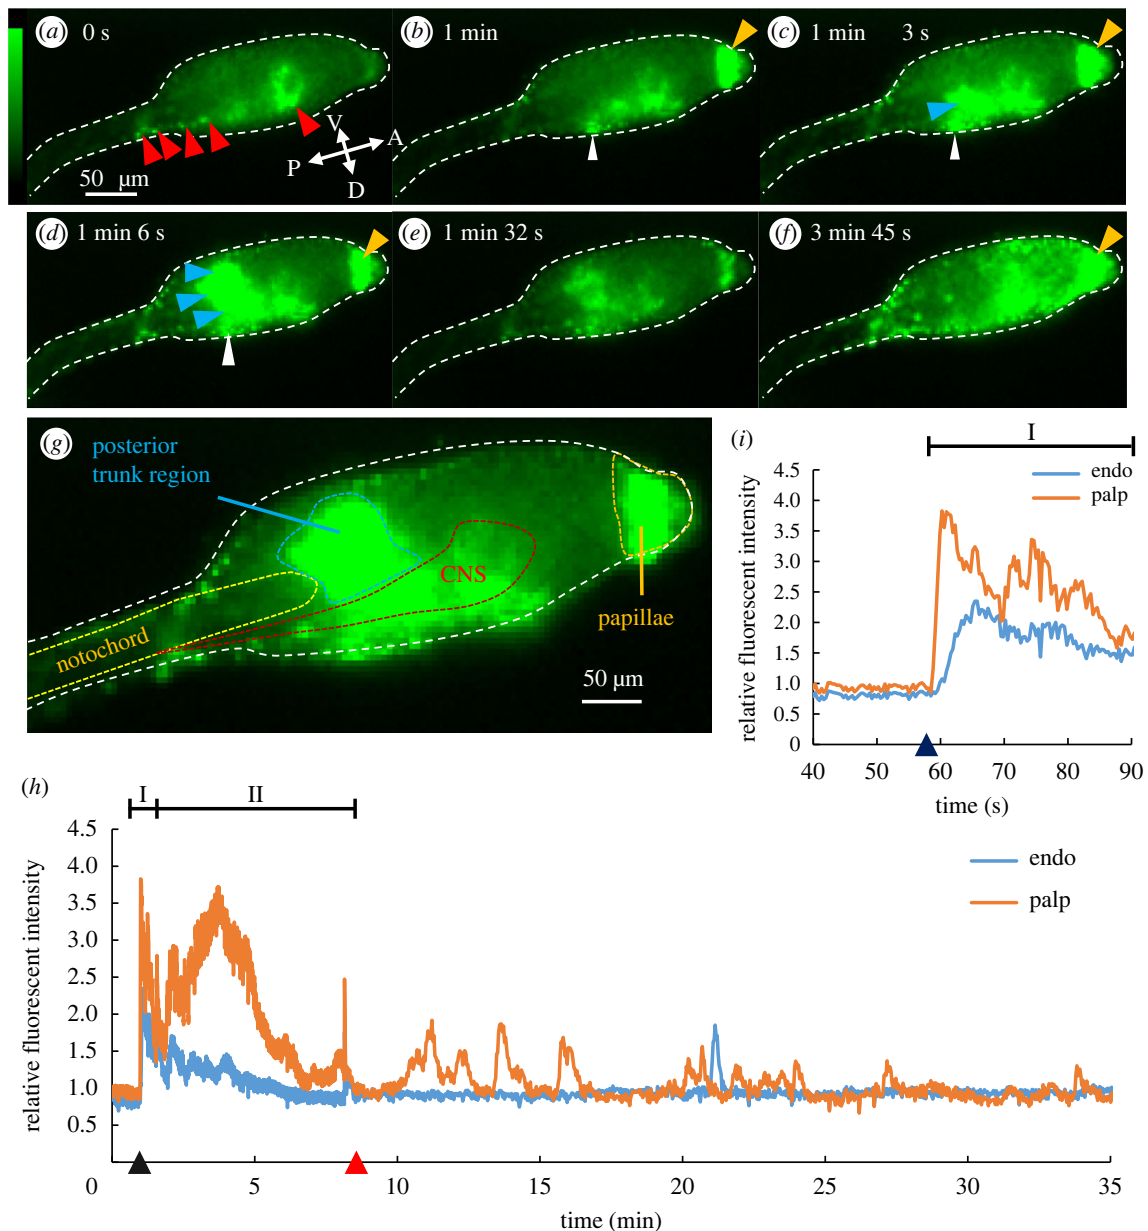 (a) 0 s
V
A
P
D
50 µm
(b) 1 min
(c) 1 min 3 s
(d) 1 min 6 s
(e) 1 min 32 s
(f) 3 min 45 s
(g)
posterior
trunk region
CNS
notochord
papillae
50 µm
(i)
I
endo
palp
relative fluorescent intensity
4.5
4.0
3.5
3.0
2.5
2.0
1.5
1.0
0.5
0
40 50 60 70 80 90
time (s)
(h)
I II
endo
palp
relative fluorescent intensity
4.5
4.0
3.5
3.0
2.5
2.0
1.5
1.0
0.5
0 5 10 15 20 25 30 35
time (min)